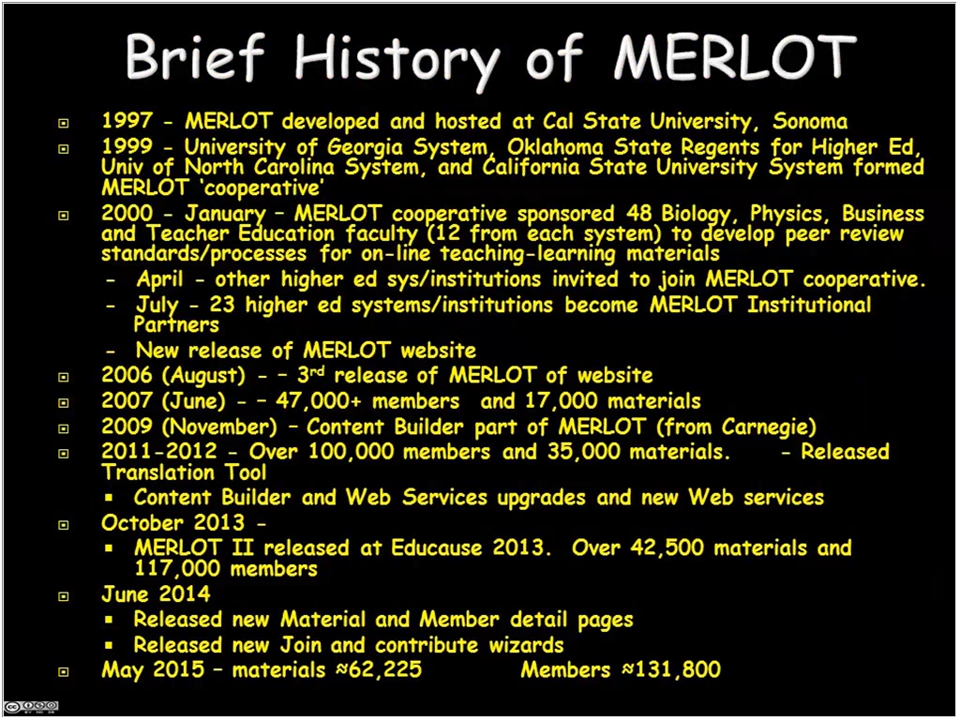 Brief History of MERLOT
1997 - MERLOT developed and hosted at Cal State University, Sonoma
1999 - University of Georgia System, Oklahoma State Regents for Higher Ed,
Univ of North Carolina System, and California State University System formed
MERLOT ‘cooperative’
2000 - January – MERLOT cooperative sponsored 48 Biology, Physics, Business
and Teacher Education faculty (12 from each system) to develop peer review
standards/processes for on-line teaching-learning materials
- April - other higher ed sys/institutions invited to join MERLOT cooperative.
- July - 23 higher ed systems/institutions become MERLOT Institutional
Partners
- New release of MERLOT website
2006 (August) - – 3rd release of MERLOT of website
2007 (June) - – 47,000+ members and 17,000 materials
2009 (November) – Content Builder part of MERLOT (from Carnegie)
2011-2012 - Over 100,000 members and 35,000 materials. - Released
Translation Tool
Content Builder and Web Services upgrades and new Web services
October 2013 -
MERLOT II released at Educause 2013. Over 42,500 materials and
117,000 members
June 2014
Released new Material and Member detail pages
Released new Join and contribute wizards
May 2015 – materials ≈62,225 Members ≈131,800